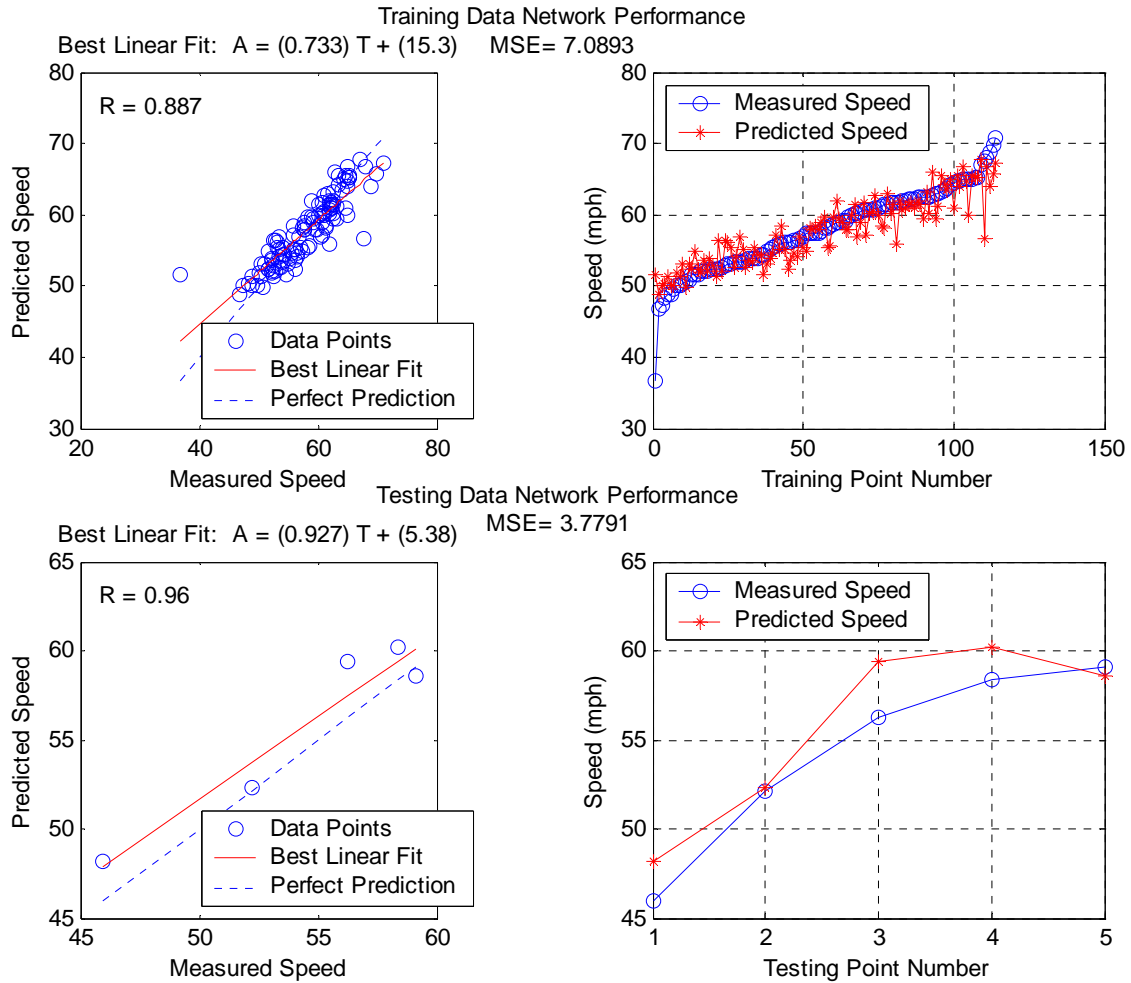 Training Data Network Performance
Best Linear Fit: A = (0.733) T + (15.3) MSE= 7.0893
R = 0.887
80
70
60
50
40
30
Predicted Speed
Data Points
Best Linear Fit
Perfect Prediction
20 40 60 80
Measured Speed
Measured Speed
Predicted Speed
80
70
60
50
40
30
Speed (mph)
0 50 100 150
Training Point Number
Testing Data Network Performance
Best Linear Fit: A = (0.927) T + (5.38)
MSE= 3.7791
R = 0.96
65
60
55
50
45
Predicted Speed
Data Points
Best Linear Fit
Perfect Prediction
45 50 55 60
Measured Speed
Measured Speed
Predicted Speed
65
60
55
50
45
Speed (mph)
1 2 3 4 5
Testing Point Number